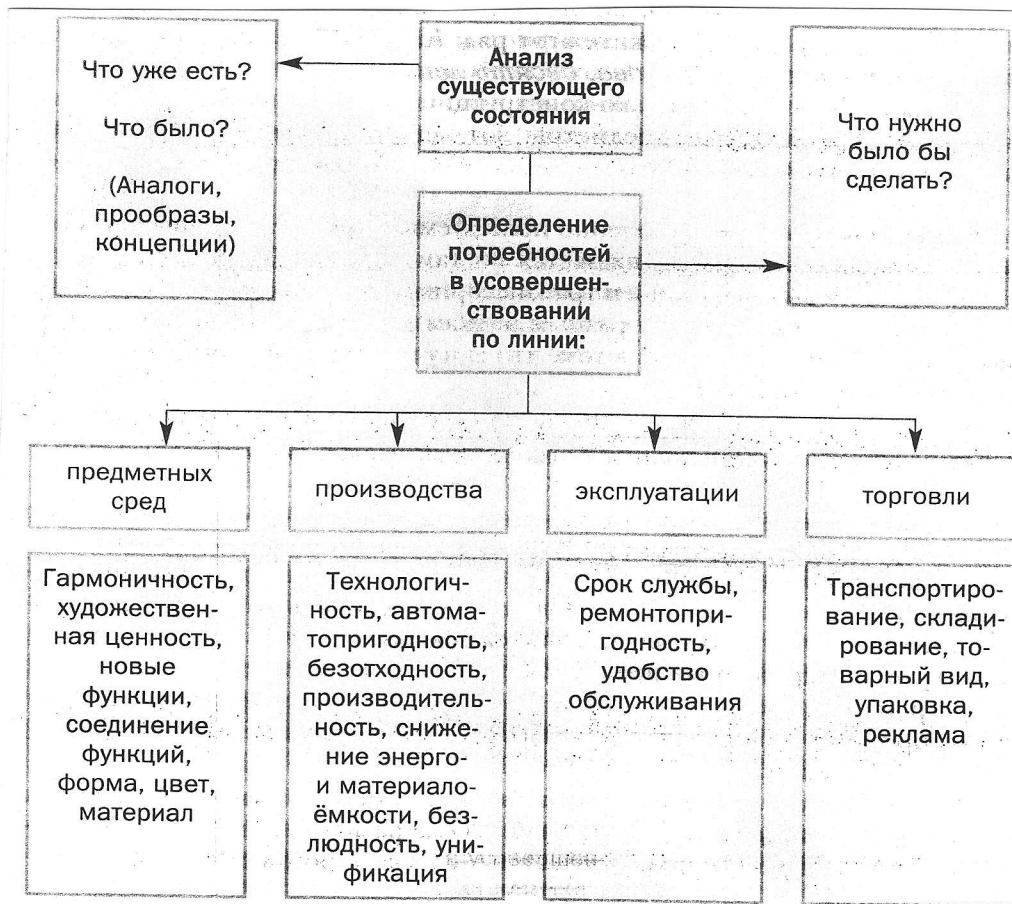 Что уже есть?
Что было?
(Аналоги,
прообразы,
концепции)
Анализ
существующего
состояния
Что нужно
было бы
сделать?
Определение
потребностей
в усовершен-
ствовании
по линии:
предметных
сред
производства
эксплуатации
торговли
Гармоничность,
художествен-
ная ценность,
новые
функции,
соединение
функций,
форма, цвет,
материал
Технологич-
ность, автома-
топригодность,
безотходность,
производитель-
ность, сниже-
ние энерго-
и материало-
ёмкости, без-
людность, уни-
фикация
Срок службы,
ремонтопри-
годность,
удобство
обслуживания
Транспортиро-
вание, склади-
рование, то-
варный вид,
упаковка,
реклама